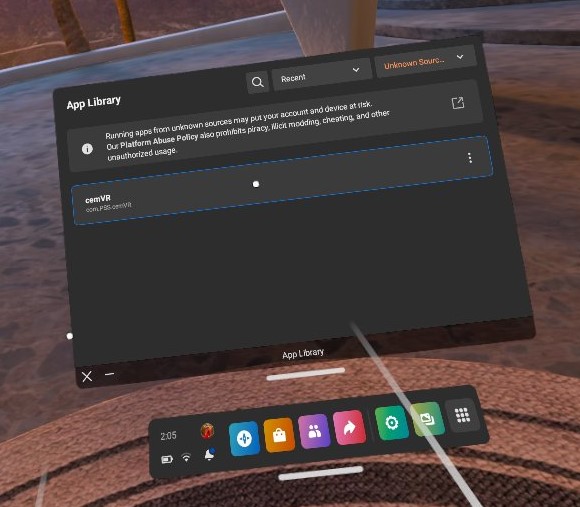 App Library
Recent
Unknown Sourc...
Running apps from unknown sources may put your account and device at risk.
Our Platform Abuse Policy also prohibits piracy, illicit modding, cheating, and other
unauthorized usage.
cemVR
com.PBS.cemVR
App Library
2:05